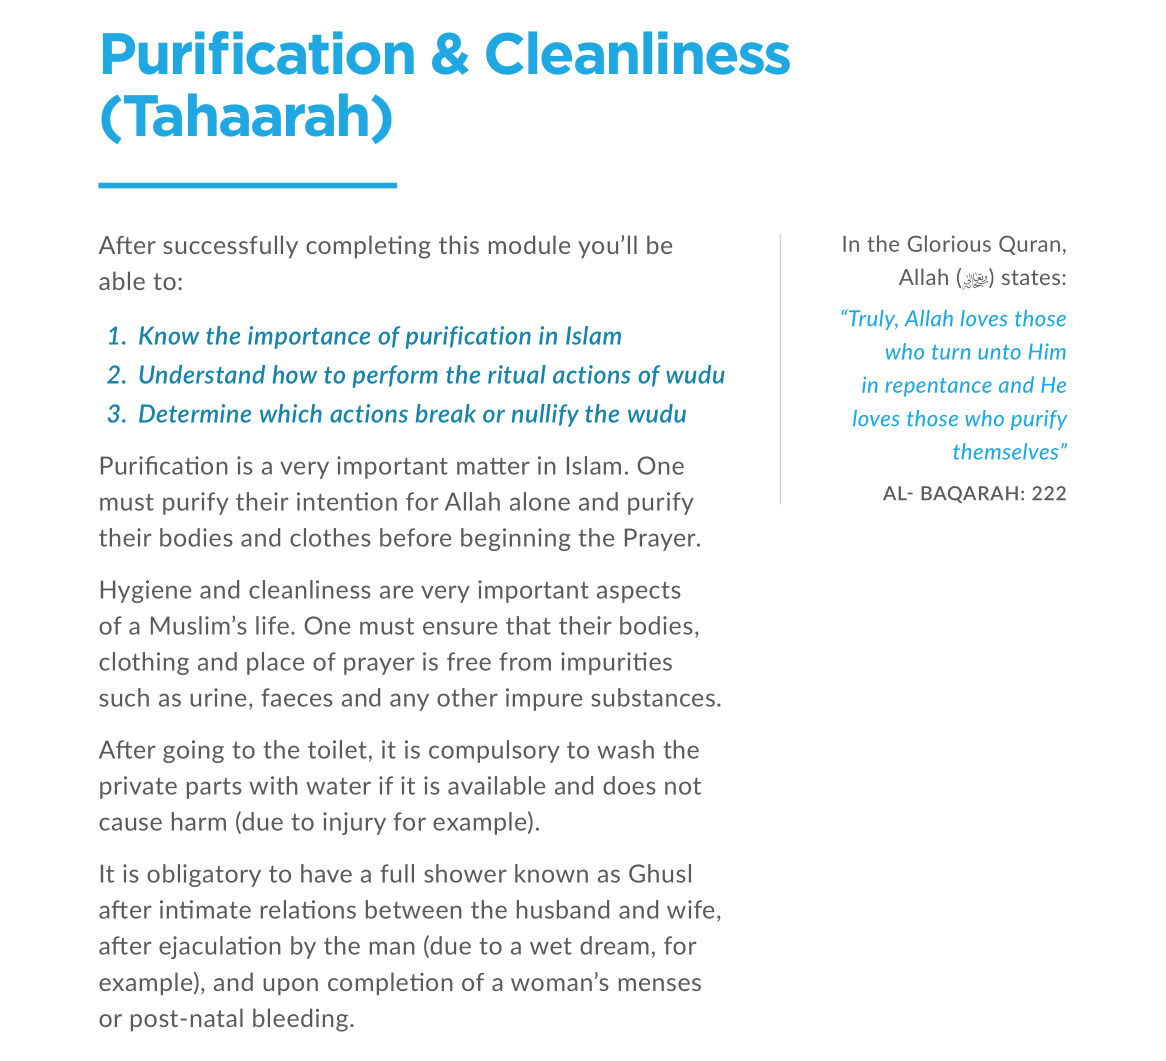 Purification & Cleanliness
(Tahaarah)
After successfully completing this module you’ll be
able to:
1. Know the importance of purification in Islam
2. Understand how to perform the ritual actions of wudu
3. Determine which actions break or nullify the wudu
Purification is a very important matter in Islam. One
must purify their intention for Allah alone and purify
their bodies and clothes before beginning the Prayer.
Hygiene and cleanliness are very important aspects
of a Muslim’s life. One must ensure that their bodies,
clothing and place of prayer is free from impurities
such as urine, faeces and any other impure substances.
After going to the toilet, it is compulsory to wash the
private parts with water if it is available and does not
cause harm (due to injury for example).
It is obligatory to have a full shower known as Ghusl
after intimate relations between the husband and wife,
after ejaculation by the man (due to a wet dream, for
example), and upon completion of a woman’s menses
or post-natal bleeding.
In the Glorious Quran,
Allah () states:
“Truly, Allah loves those
who turn unto Him
in repentance and He
loves those who purify
themselves”
AL- BAQARAH: 222